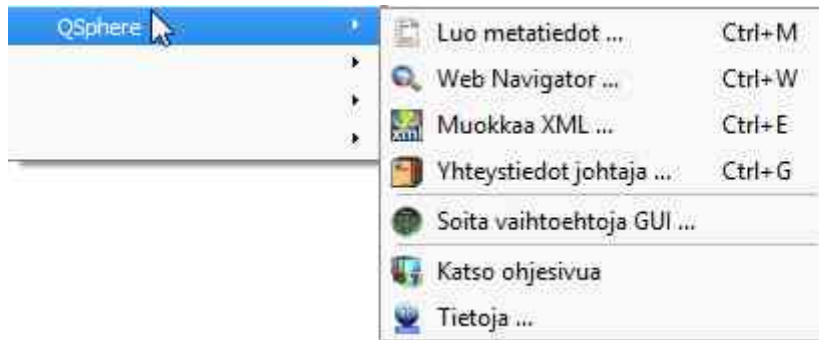 QSphere
Luo metatiedot ... Ctrl+M
Web Navigator ... Ctrl+W
Muokkaa XML ... Ctrl+E
Yhteystiedot johtaja ... Ctrl+G
Soita vaihtoehtoja GUI ...
Katso ohjesivua
Tietoja ...